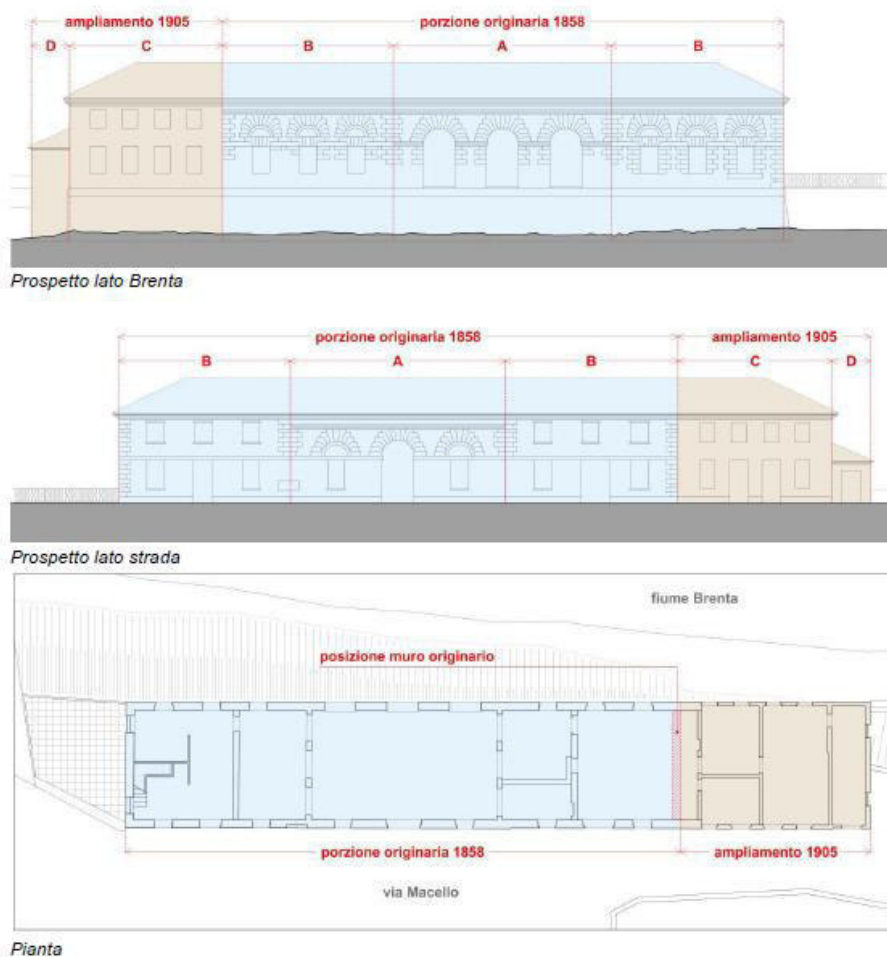 ampliamento 1905 porzione originaria 1858
D C B A B
Prospetto lato Brenta
porzione originaria 1858 ampliamento 1905
B A B C D
Prospetto lato strada
fiume Brenta
posizione muro originario
porzione originaria 1858 ampliamento 1905
via Macello
Pianta